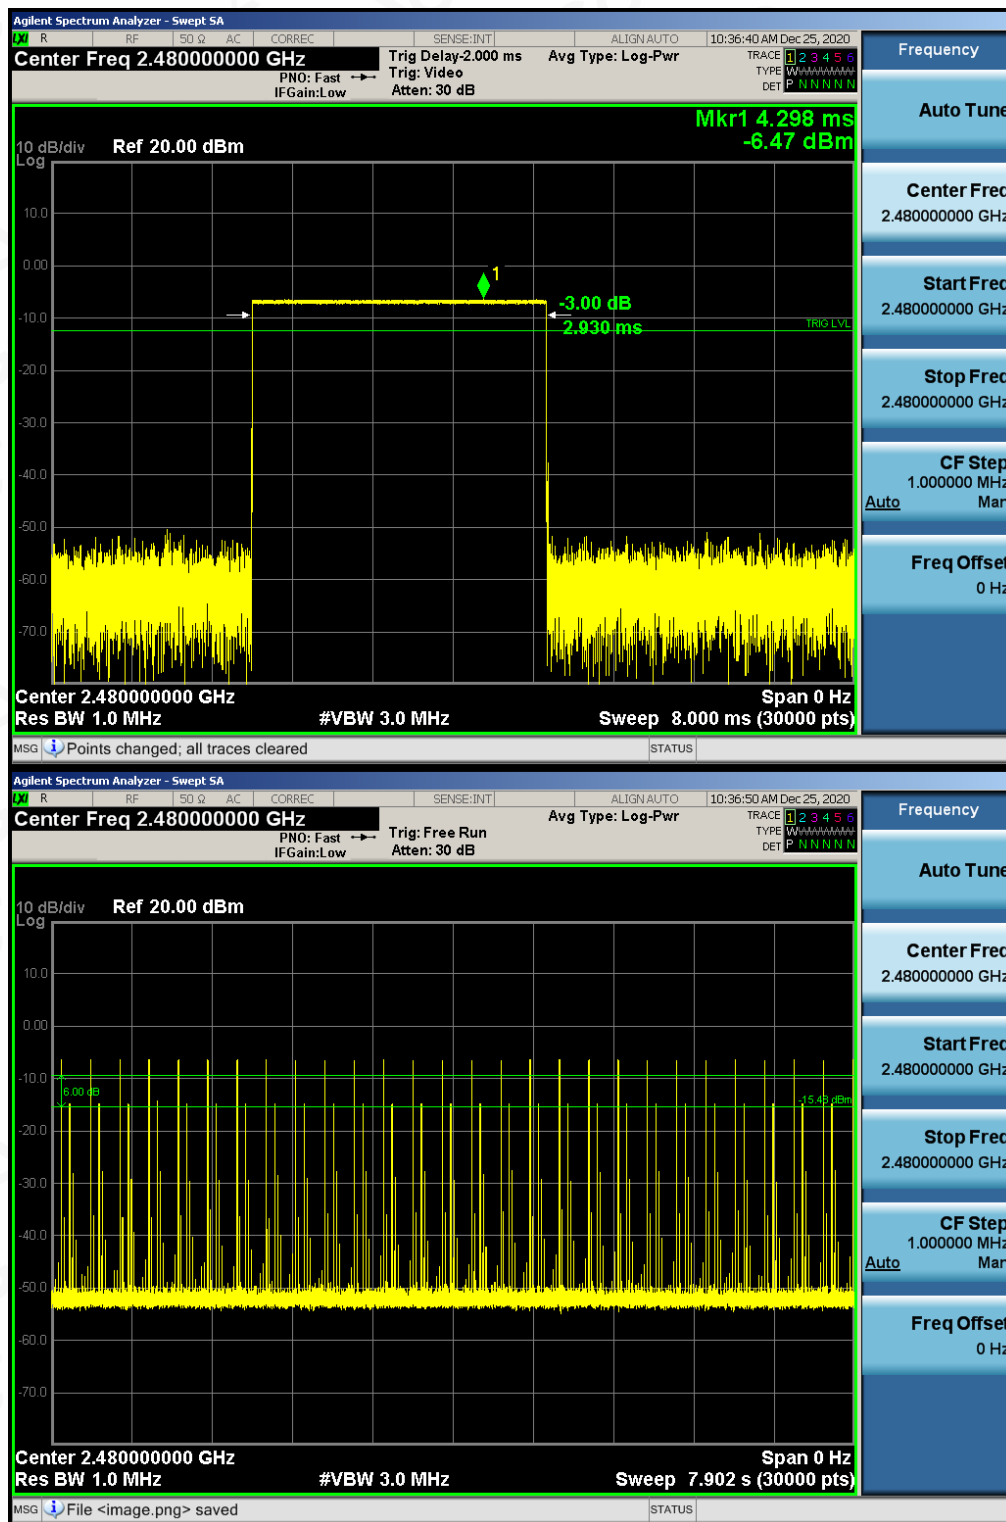 Agilent Spectrum Analyzer - Swept SA
LXI R RF 50 Ω AC CORREC SENSE:INT ALIGN AUTO 10:36:40 AM Dec 25, 2020
Center Freq 2.480000000 GHz
PNO: Fast
IFGain:Low
Trig Delay-2.000 ms
Trig: Video
Atten: 30 dB
Avg Type: Log-Pwr
TRACE 1 2 3 4 5 6
TYPE W
DET P N N N N N
Mkr1 4.298 ms
-6.47 dBm
10 dB/div Ref 20.00 dBm
Log
10.0
0.00
-10.0
-20.0
-30.0
-40.0
-50.0
-60.0
-70.0
1
-3.00 dB
2.930 ms
TRIG LVL
Center 2.480000000 GHz Span 0 Hz
Res BW 1.0 MHz #VBW 3.0 MHz Sweep 8.000 ms (30000 pts)
MSG Points changed; all traces cleared STATUS
Frequency
Auto Tune
Center Freq
2.480000000 GHz
Start Freq
2.480000000 GHz
Stop Freq
2.480000000 GHz
CF Step
1.000000 MHz
Auto Man
Freq Offset
0 Hz
Agilent Spectrum Analyzer - Swept SA
LXI R RF 50 Ω AC CORREC SENSE:INT ALIGN AUTO 10:36:50 AM Dec 25, 2020
Center Freq 2.480000000 GHz
PNO: Fast
IFGain:Low
Trig: Free Run
Atten: 30 dB
Avg Type: Log-Pwr
TRACE 1 2 3 4 5 6
TYPE W
DET P N N N N N
10 dB/div Ref 20.00 dBm
Log
10.0
0.00
-10.0
-20.0
-30.0
-40.0
-50.0
-60.0
-70.0
6.00 dB
-15.43 dBm
Center 2.480000000 GHz Span 0 Hz
Res BW 1.0 MHz #VBW 3.0 MHz Sweep 7.902 s (30000 pts)
MSG File <image.png> saved STATUS
Frequency
Auto Tune
Center Freq
2.480000000 GHz
Start Freq
2.480000000 GHz
Stop Freq
2.480000000 GHz
CF Step
1.000000 MHz
Auto Man
Freq Offset
0 Hz